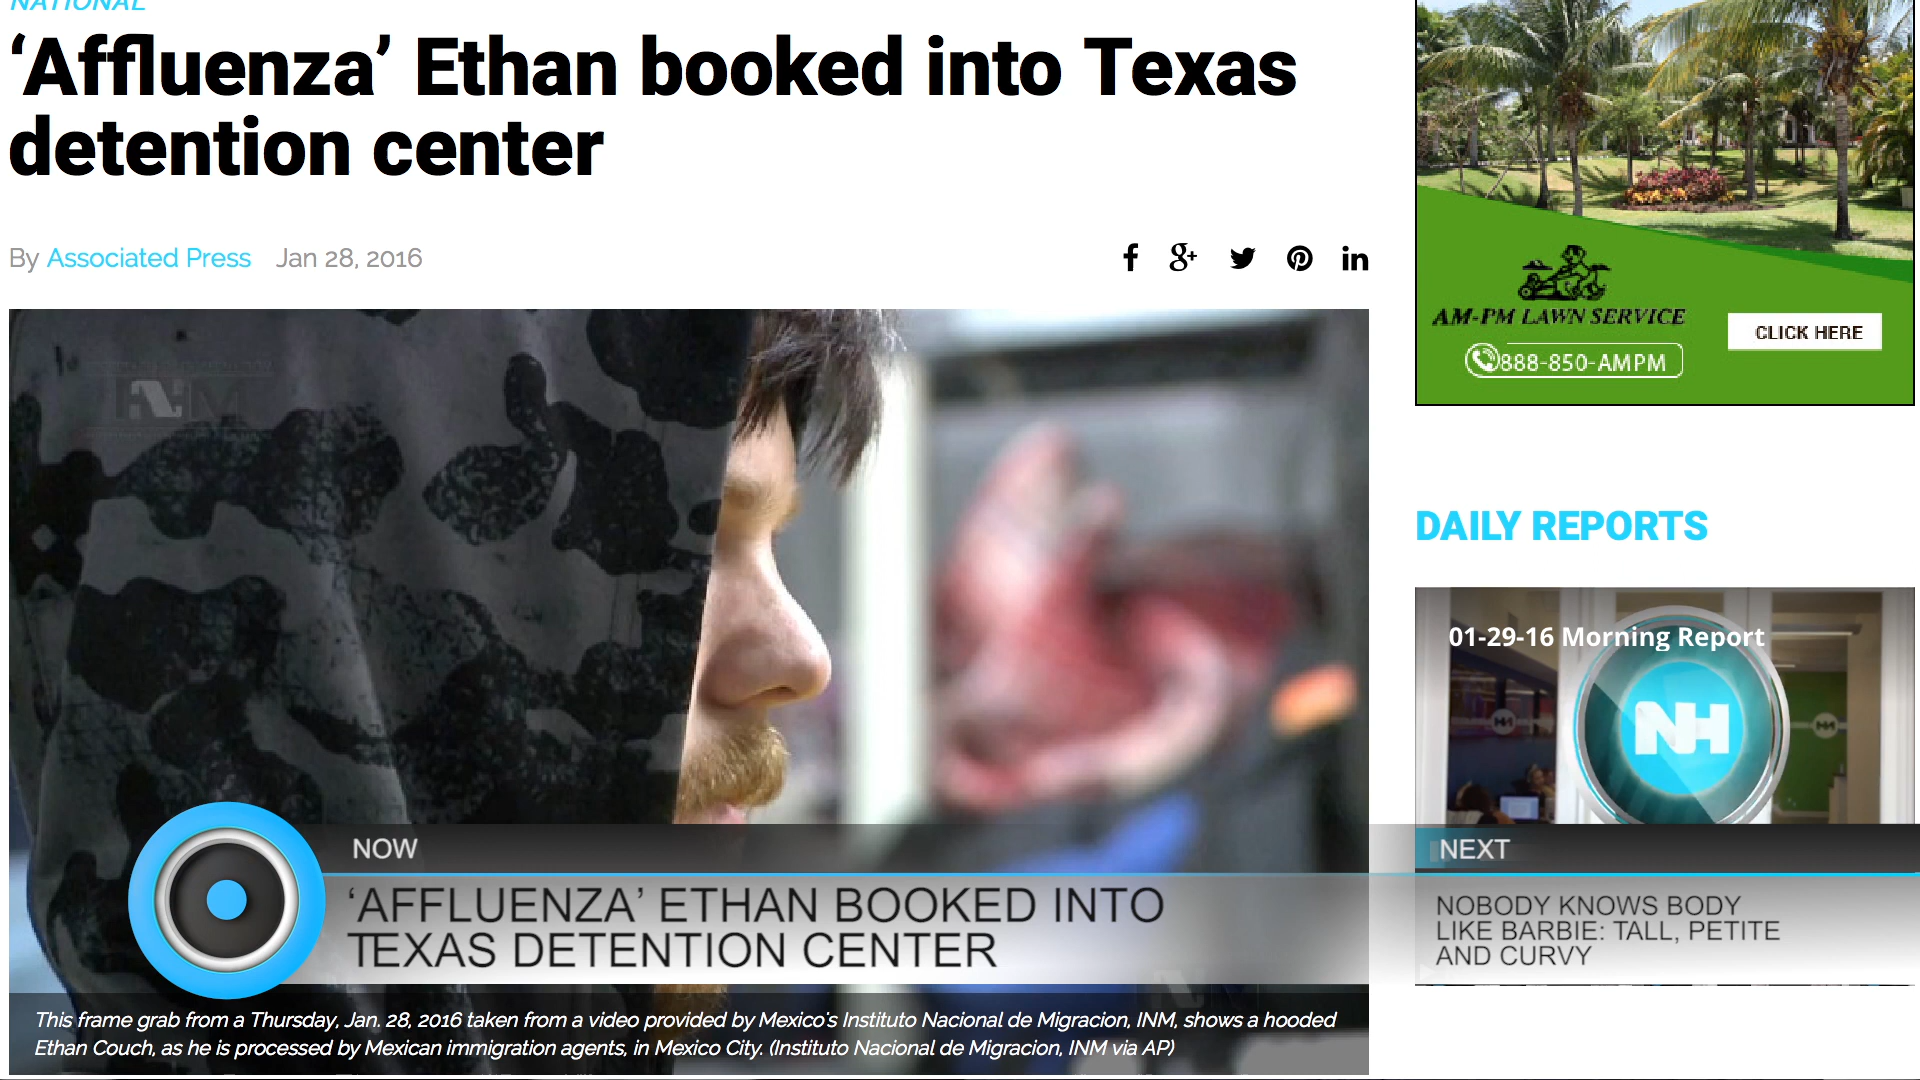 NATIONAL
‘Affluenza’ Ethan booked into Texas
detention center
By Associated Press Jan 28, 2016
AM-PM LAWN SERVICE
888-850-AMPM
CLICK HERE
DAILY REPORTS
01-29-16 Morning Report
NH
NOW
‘AFFLUENZA’ ETHAN BOOKED INTO
TEXAS DETENTION CENTER
NEXT
NOBODY KNOWS BODY
LIKE BARBIE: TALL, PETITE
AND CURVY
This frame grab from a Thursday, Jan. 28, 2016 taken from a video provided by Mexico's Instituto Nacional de Migracion, INM, shows a hooded
Ethan Couch, as he is processed by Mexican immigration agents, in Mexico City. (Instituto Nacional de Migracion, INM via AP)